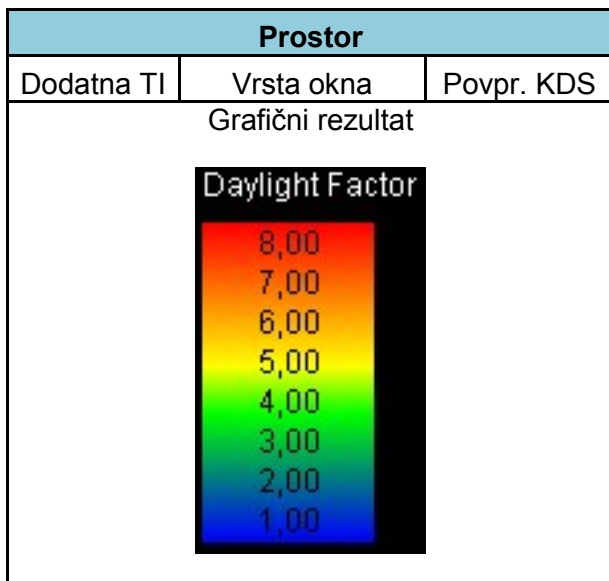 Prostor
Dodatna TI Vrsta okna Povpr. KDS
Grafični rezultat
Daylight Factor
8,00
7,00
6,00
5,00
4,00
3,00
2,00
1,00